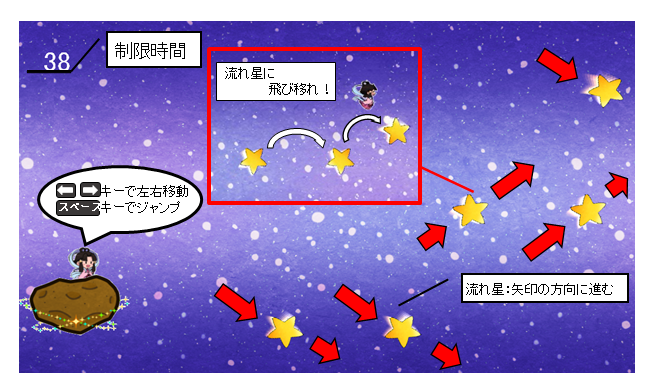 38
制限時間
流れ星に
飛び移れ！
キーで左右移動
スペースキーでジャンプ
流れ星:矢印の方向に進む